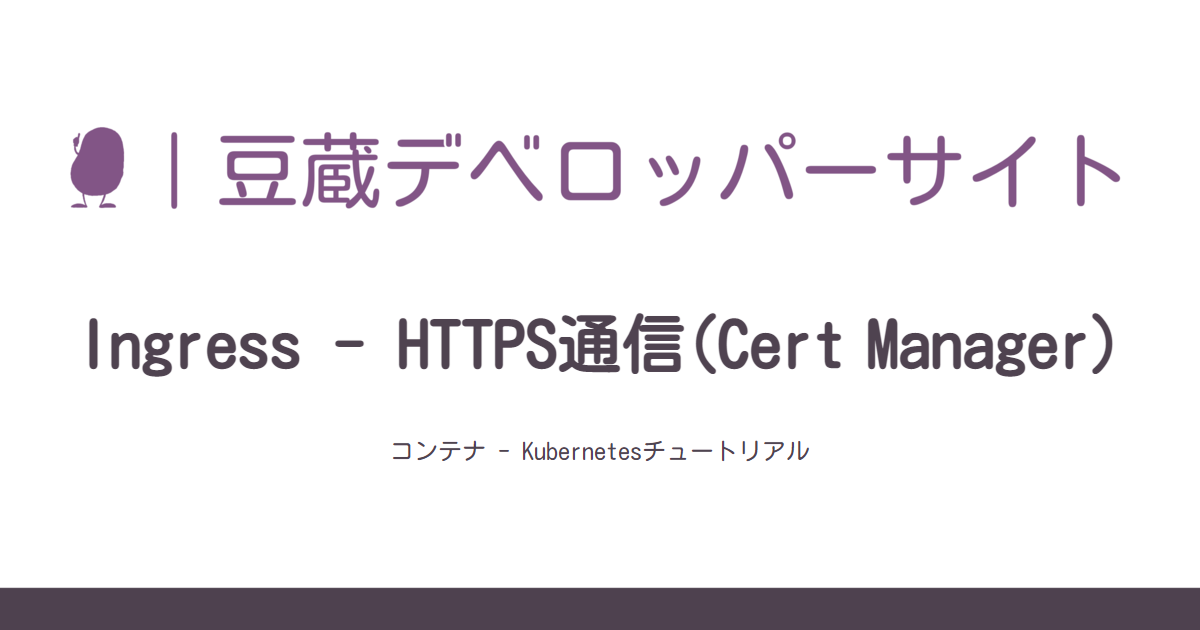 豆蔵デベロッパーサイト
Ingress - HTTPS通信(Cert Manager)
コンテナ - Kubernetesチュートリアル